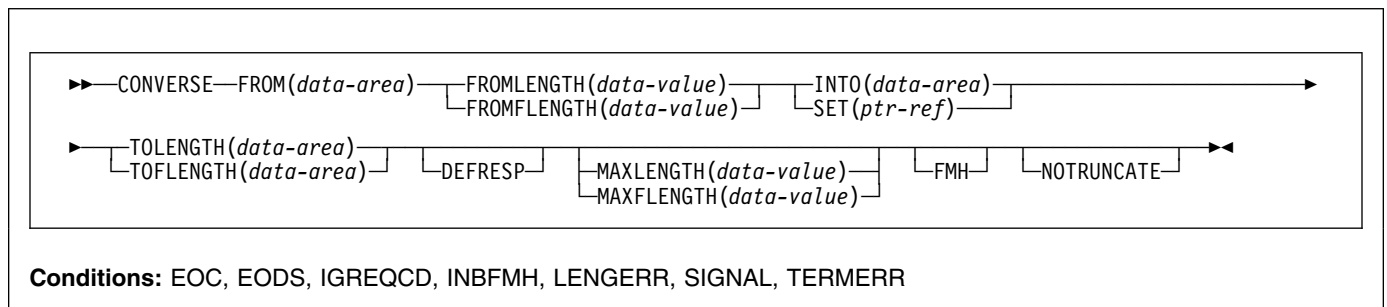 CONVERSE FROM(data-area) FROMLENGTH(data-value) INTO(data-area)
FROMFLENGTH(data-value) SET(ptr-ref)
TOLENGTH(data-area)
TOFLENGTH(data-area) DEFRESP MAXLENGTH(data-value) FMH NOTRUNCATE
MAXFLENGTH(data-value)
Conditions: EOC, EODS, IGREQCD, INBFMH, LENGERR, SIGNAL, TERMERR